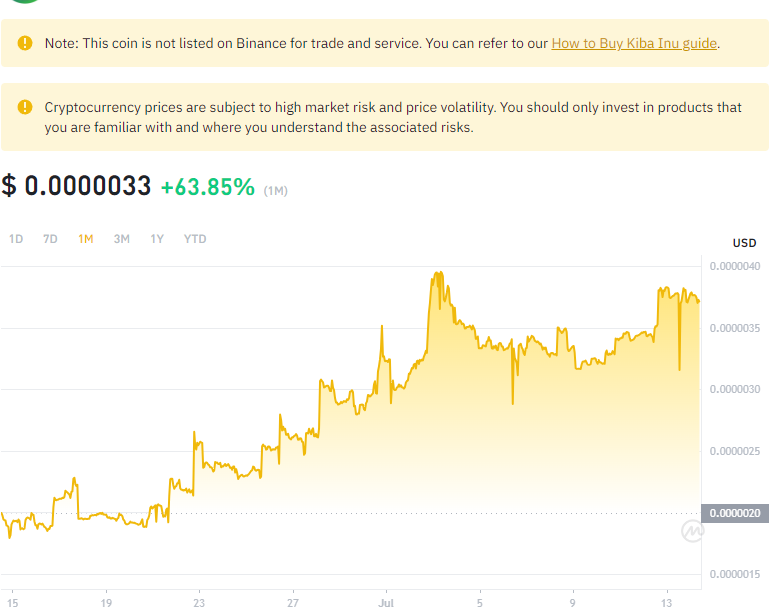 Note: This coin is not listed on Binance for trade and service. You can refer to our How to Buy Kiba Inu guide.
Cryptocurrency prices are subject to high market risk and price volatility. You should only invest in products that
you are familiar with and where you understand the associated risks.
$ 0.0000033 +63.85% (1M)
1D 7D 1M 3M 1Y YTD
USD
0.0000040
0.0000035
0.0000030
0.0000025
0.0000020
0.0000015
15 19 23 27 Jul 5 9 13